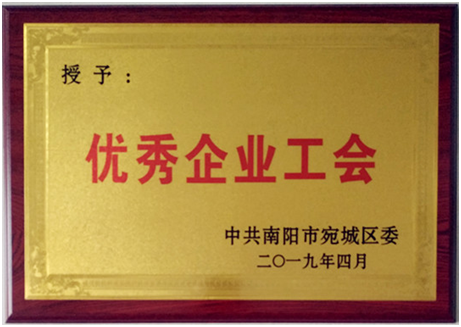 授予：
优秀企业工会
中共南阳市宛城区委
二〇一九年四月